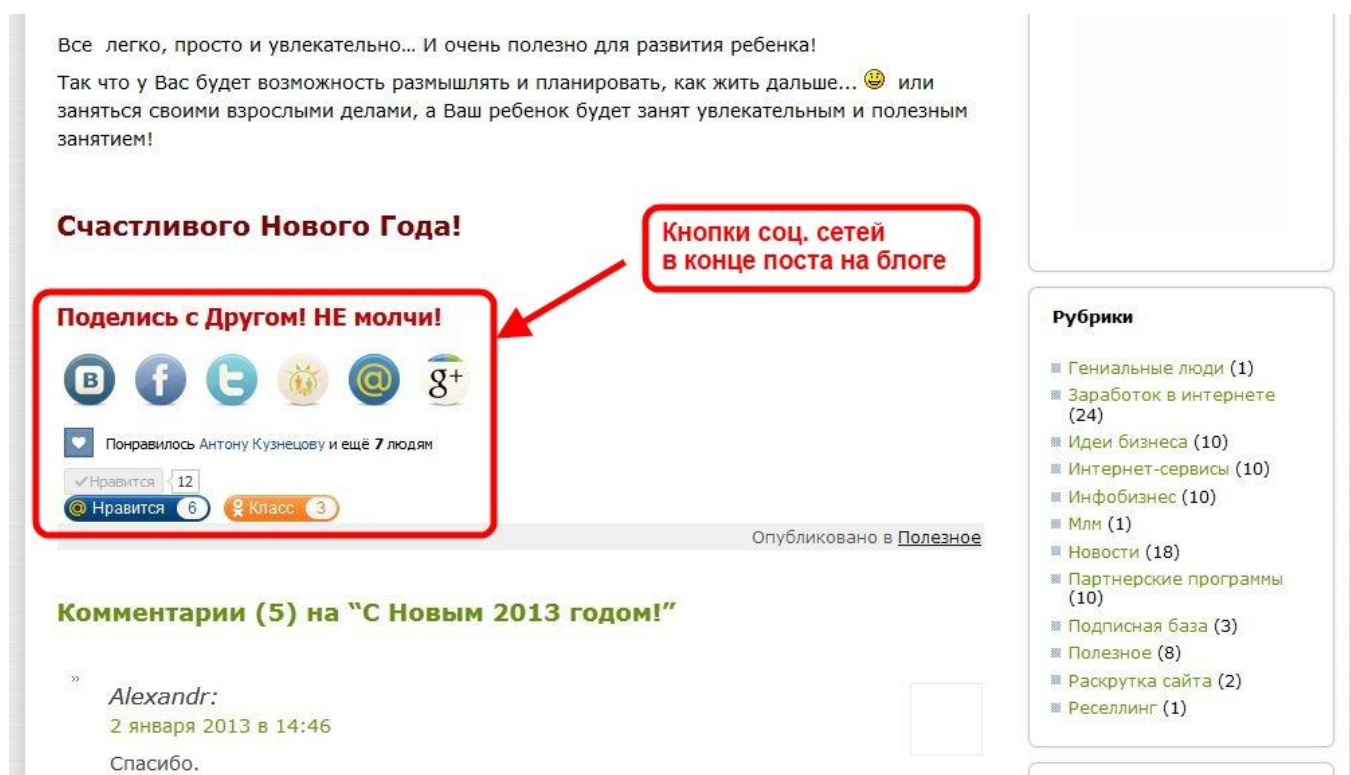 Все легко, просто и увлекательно... И очень полезно для развития ребенка!
Так что у Вас будет возможность размышлять и планировать, как жить дальше... или
заняться своими взрослыми делами, а Ваш ребенок будет занят увлекательным и полезным
занятием!
Счастливого Нового Года!
Кнопки соц. сетей
в конце поста на блоге
Поделись с Другом! НЕ молчи!
В f t @ g+
Понравилось Антону Кузнецову и ещё 7 людям
Нравится 12
@ Нравится 6 Класс 3
Опубликовано в Полезное
Комментарии (5) на “С Новым 2013 годом!”
»
Alexandr:
2 января 2013 в 14:46
Спасибо.
Рубрики
Гениальные люди (1)
Заработок в интернете
(24)
Идеи бизнеса (10)
Интернет-сервисы (10)
Инфобизнес (10)
Млм (1)
Новости (18)
Партнерские программы
(10)
Подписная база (3)
Полезное (8)
Раскрутка сайта (2)
Реселлинг (1)